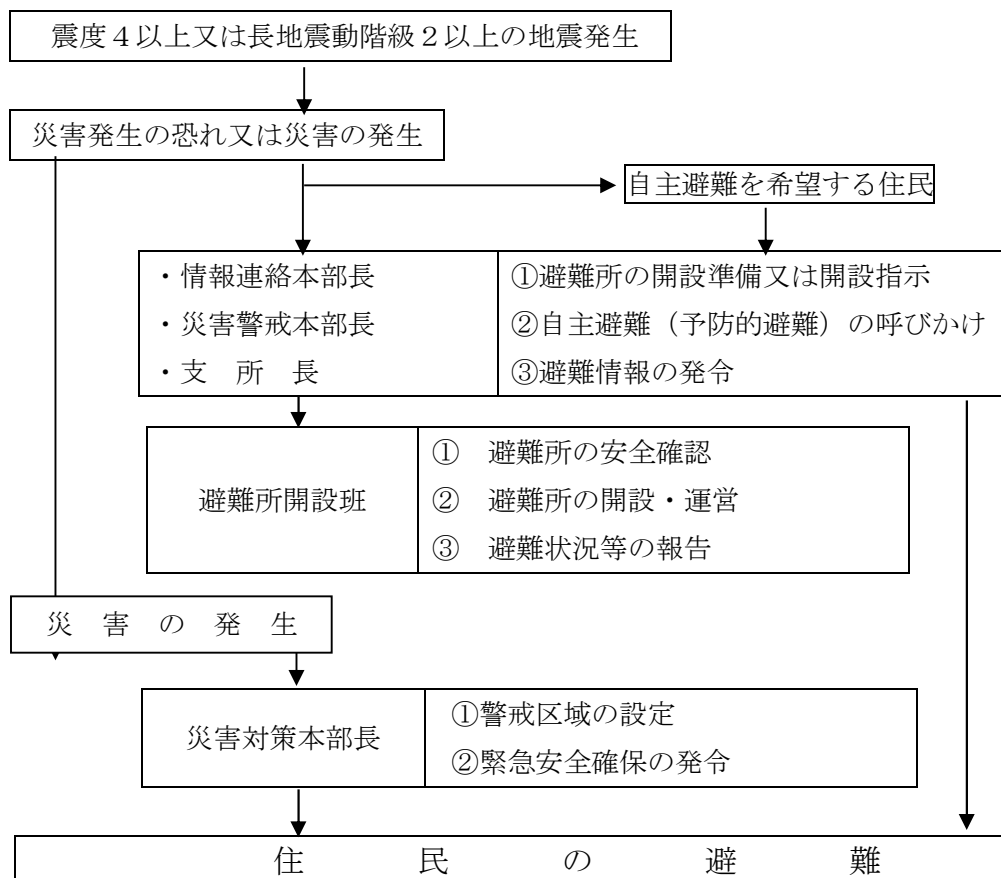 震度４以上又は長地震動階級２以上の地震発生
災害発生の恐れ又は災害の発生
自主避難を希望する住民
・情報連絡本部長
・災害警戒本部長
・支　所　長
①避難所の開設準備又は開設指示
②自主避難（予防的避難）の呼びかけ
③避難情報の発令
避難所開設班
①　避難所の安全確認
②　避難所の開設・運営
③　避難状況等の報告
災　害　の　発　生
災害対策本部長
①警戒区域の設定
②緊急安全確保の発令
住　民　の　避　難